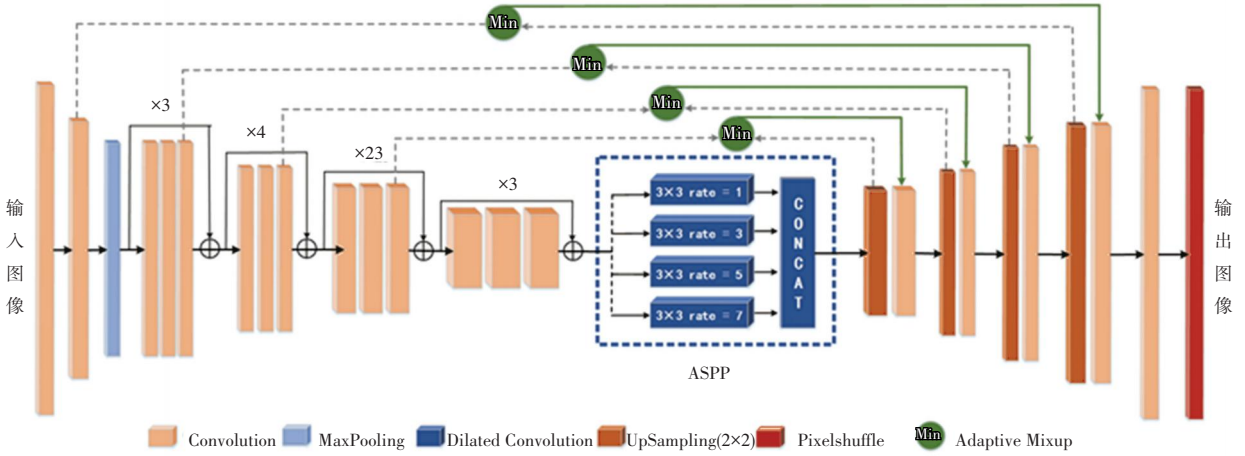 Min
Min
Min
Min
×3
×4
×23
×3
输入图像
3×3 rate = 1
3×3 rate = 3
3×3 rate = 5
3×3 rate = 7
CONCAT
ASPP
输出图像
Convolution
MaxPooling
Dilated Convolution
UpSampling(2×2)
Pixelshuffle
Min
Adaptive Mixup